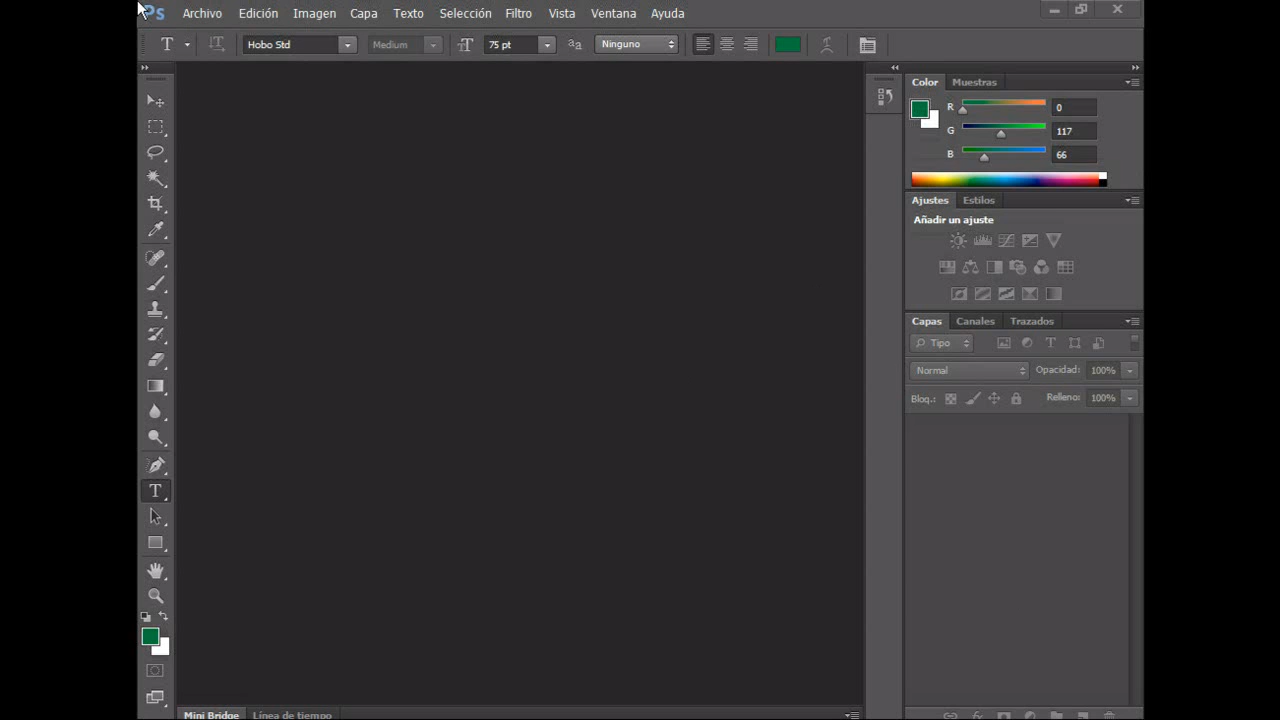 Ps Archivo Edición Imagen Capa Texto Selección Filtro Vista Ventana Ayuda
T Hobo Std Medium 75 pt aa Ninguno
Color Muestras
R 0
G 117
B 66
Ajustes Estilos
Añadir un ajuste
Capas Canales Trazados
Tipo
Normal Opacidad: 100%
Bloq.: Relleno: 100%
Mini Bridge Línea de tiempo